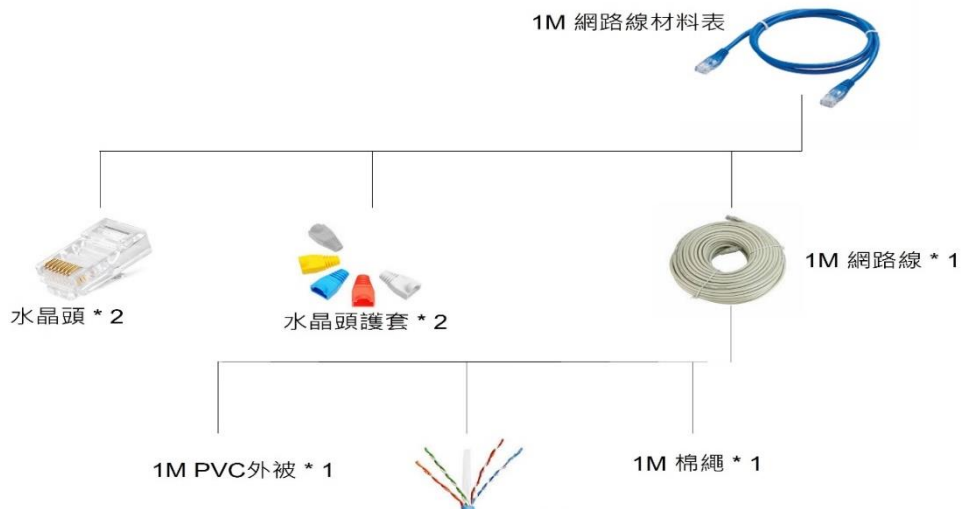 1M 網路線材料表
1M 網路線 * 1
水晶頭 * 2
水晶頭護套 * 2
1M PVC外被 * 1
1M 棉繩 * 1